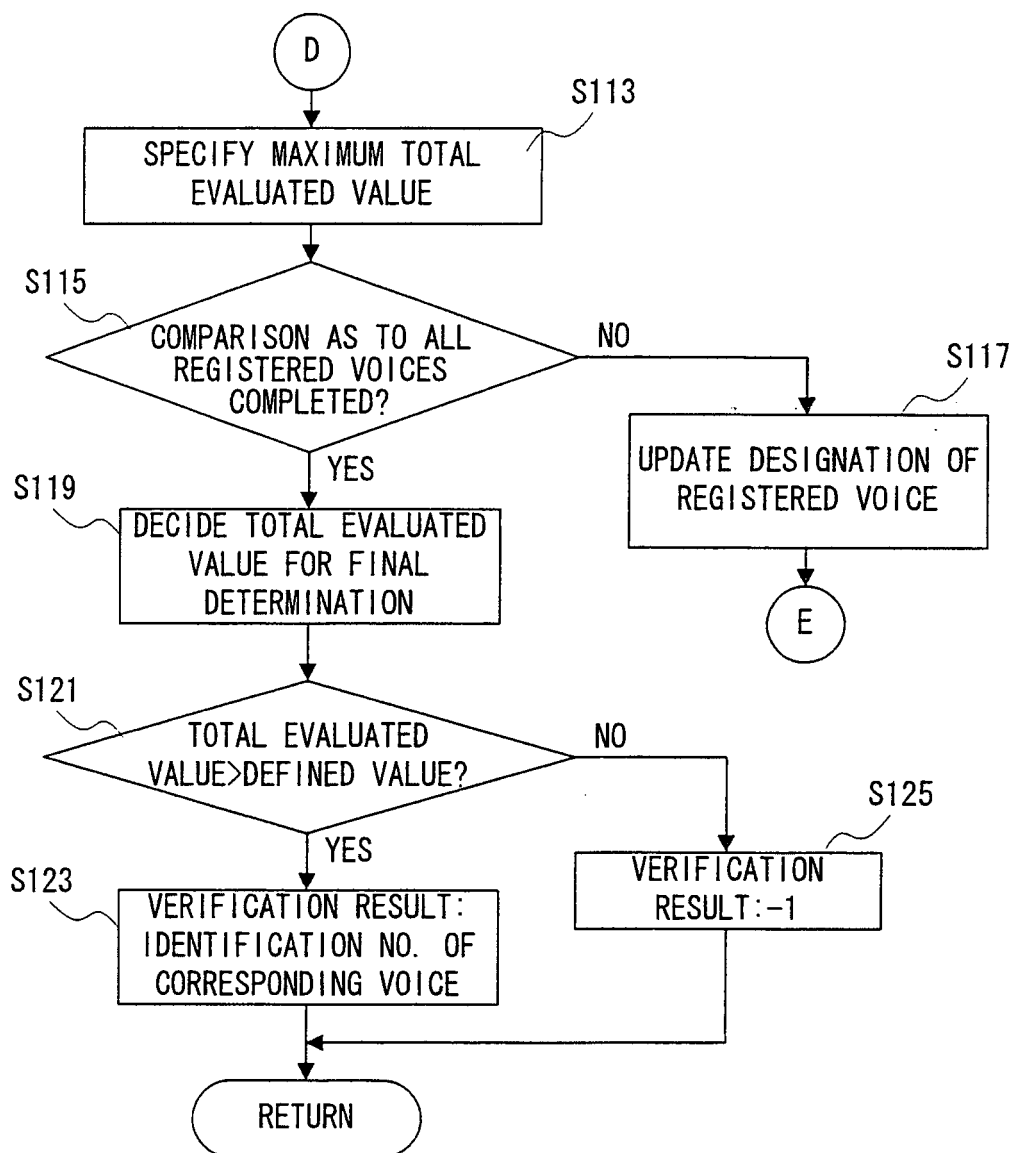 D
S113
SPECIFY MAXIMUM TOTAL
EVALUATED VALUE
S115
COMPARISON AS TO ALL
REGISTERED VOICES
COMPLETED?
NO
S117
UPDATE DESIGNATION OF
REGISTERED VOICE
E
YES
S119
DECIDE TOTAL EVALUATED
VALUE FOR FINAL
DETERMINATION
S121
TOTAL EVALUATED
VALUE>DEFINED VALUE?
NO
S125
VERIFICATION
RESULT:-1
YES
S123
VERIFICATION RESULT:
IDENTIFICATION NO. OF
CORRESPONDING VOICE
RETURN